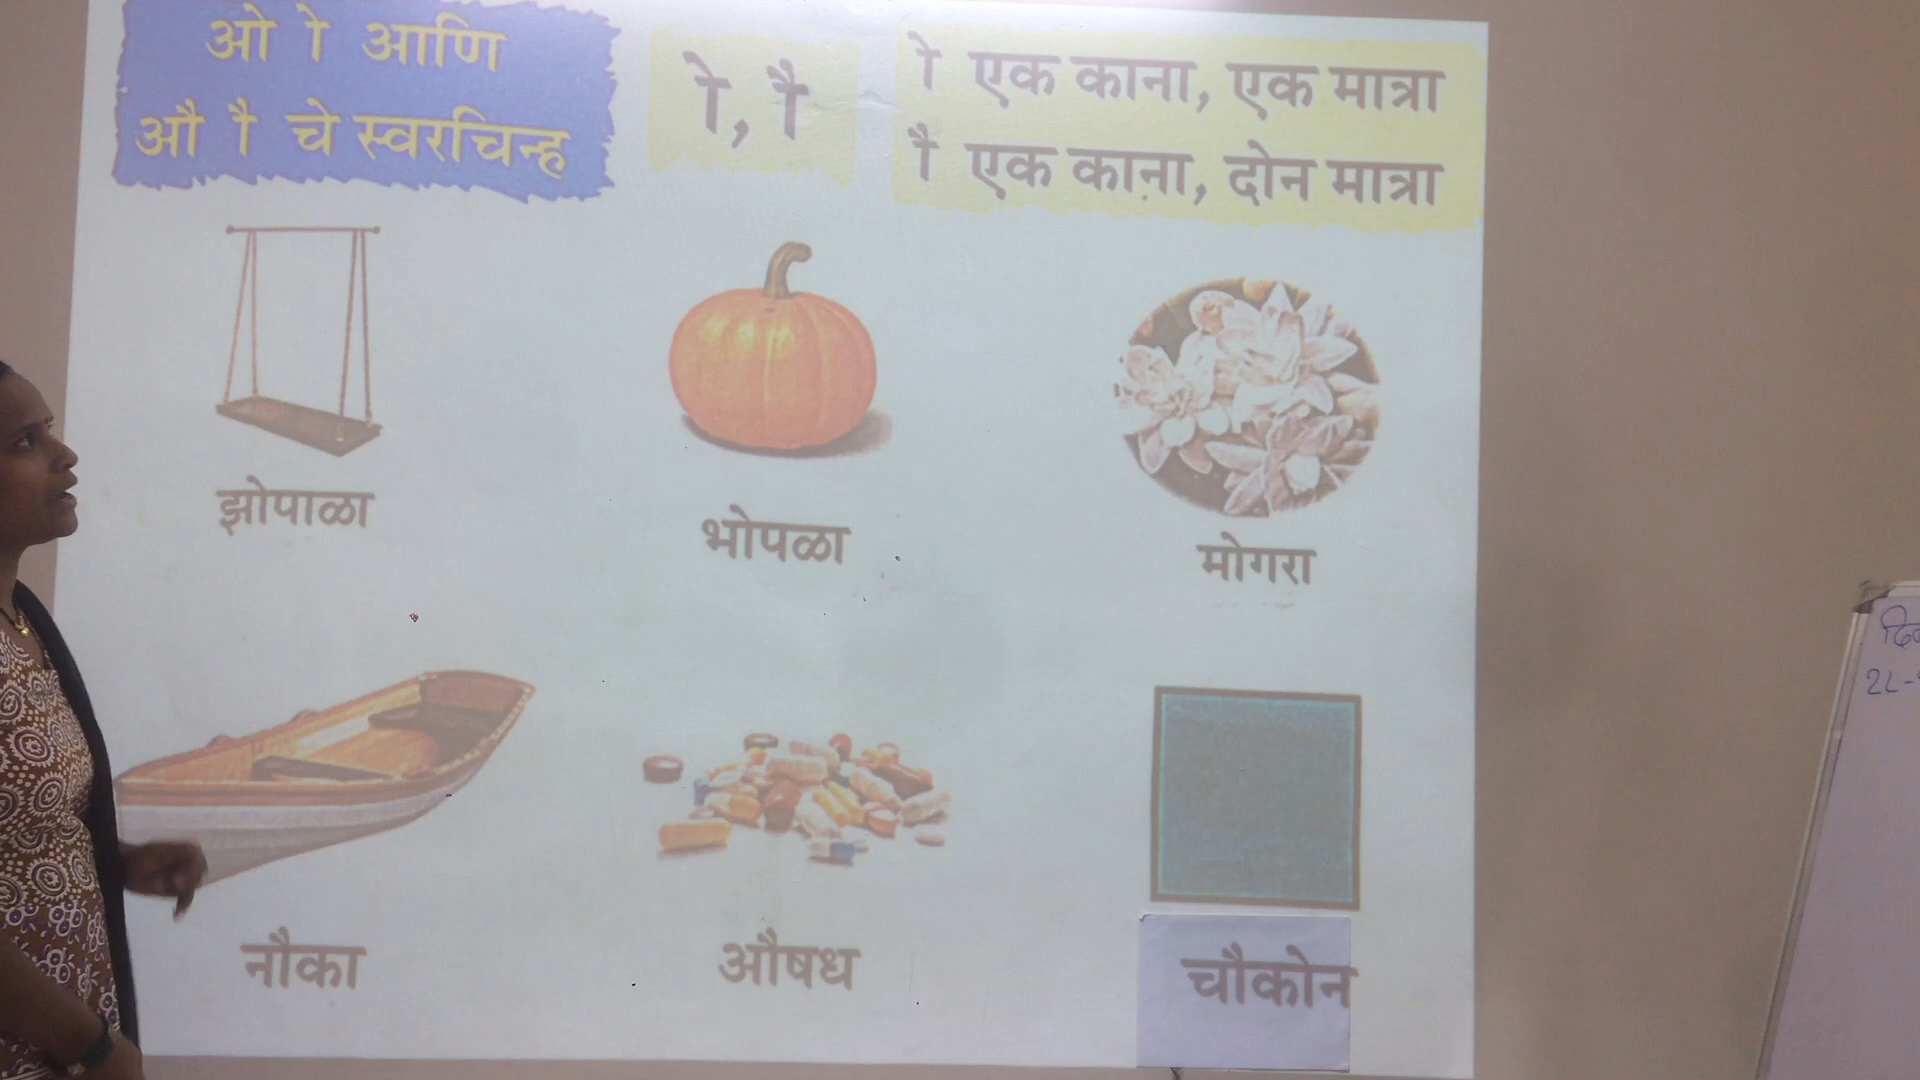 ओ ो आणि
औ ौ चे स्वरचिन्ह
ो, ौ
ो एक काना, एक मात्रा
ौ एक काना, दोन मात्रा
झोपाळा
भोपळा
मोगरा
नौका
औषध
चौकोन